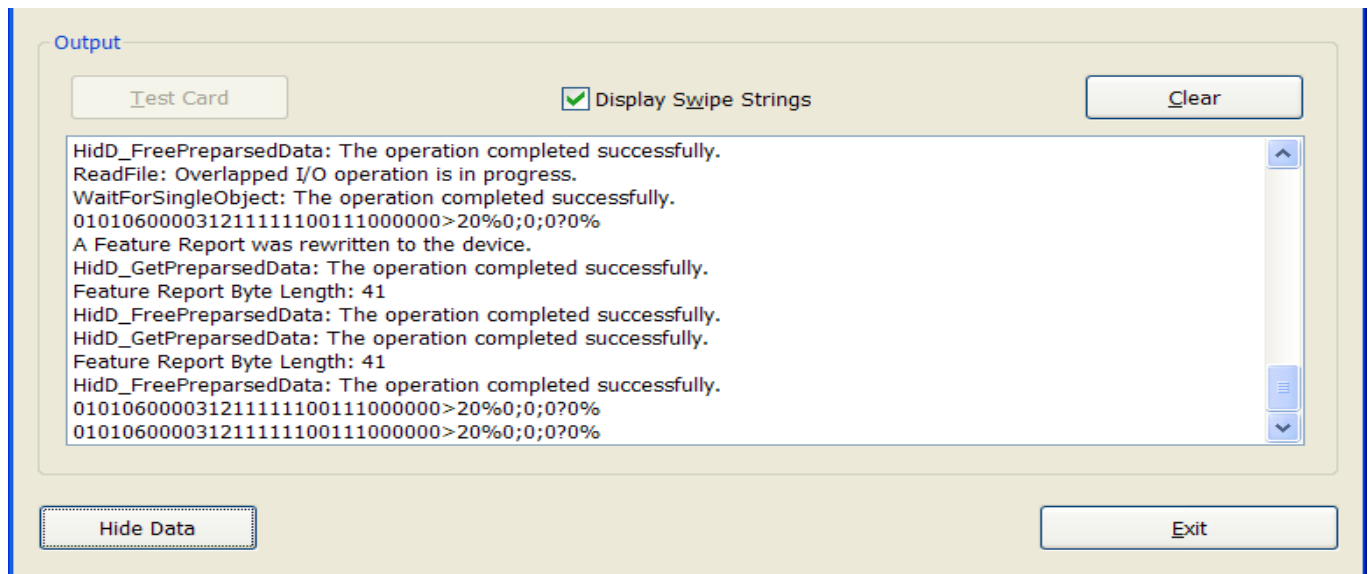 Output
Test Card
Display Swipe Strings
Clear
HidD_FreePreparsedData: The operation completed successfully.
ReadFile: Overlapped I/O operation is in progress.
WaitForSingleObject: The operation completed successfully.
0101060000312111111100111000000>20%0;0;0?0%
A Feature Report was rewritten to the device.
HidD_GetPreparsedData: The operation completed successfully.
Feature Report Byte Length: 41
HidD_FreePreparsedData: The operation completed successfully.
HidD_GetPreparsedData: The operation completed successfully.
Feature Report Byte Length: 41
HidD_FreePreparsedData: The operation completed successfully.
0101060000312111111100111000000>20%0;0;0?0%
0101060000312111111100111000000>20%0;0;0?0%
Hide Data
Exit